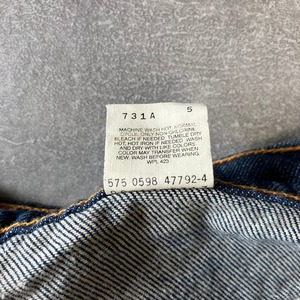 731A 5
MACHINE WASH HOT, NORMAL
CYCLE. ONLY NON-CHLORINE
BLEACH IF NEEDED. TUMBLE DRY
HOT. HOT IRON IF NEEDED. WASH
AND DRY WITH LIKE COLORS
COLOR MAY TRANSFER WHEN
NEW. WASH BEFORE WEARING.
WPL 423
575 0598 47792-4